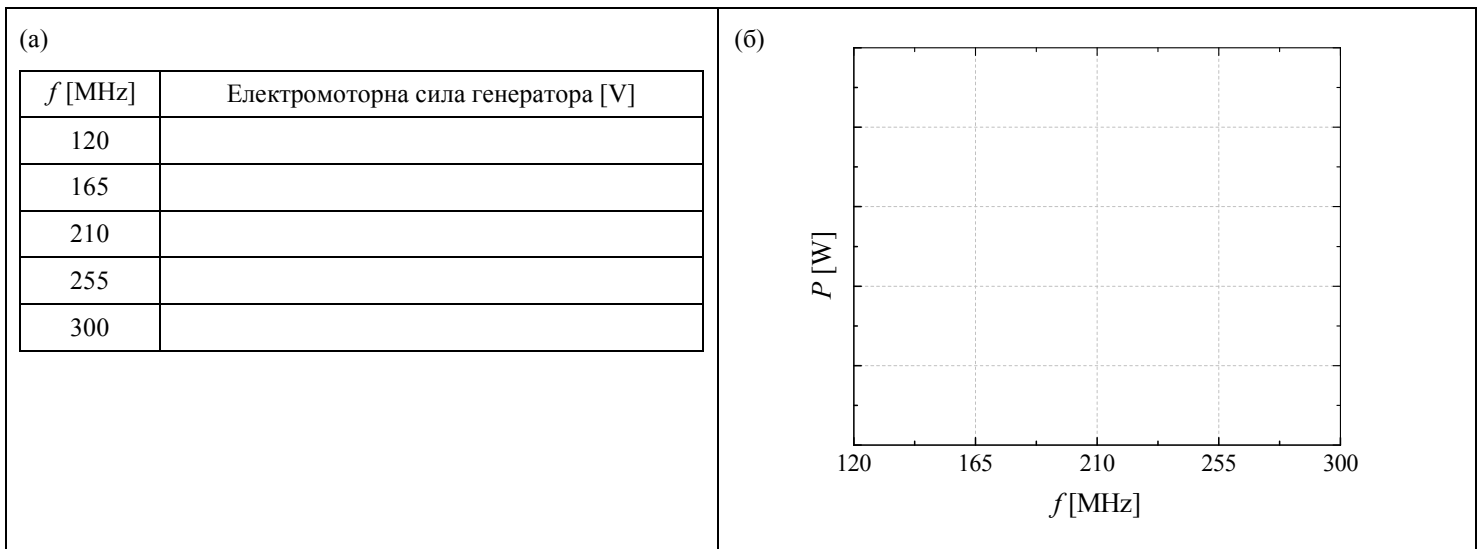 (а)
f [MHz] Електромоторна сила генератора [V]
120
165
210
255
300
(б)
P [W]
120 165 210 255 300
f [MHz]